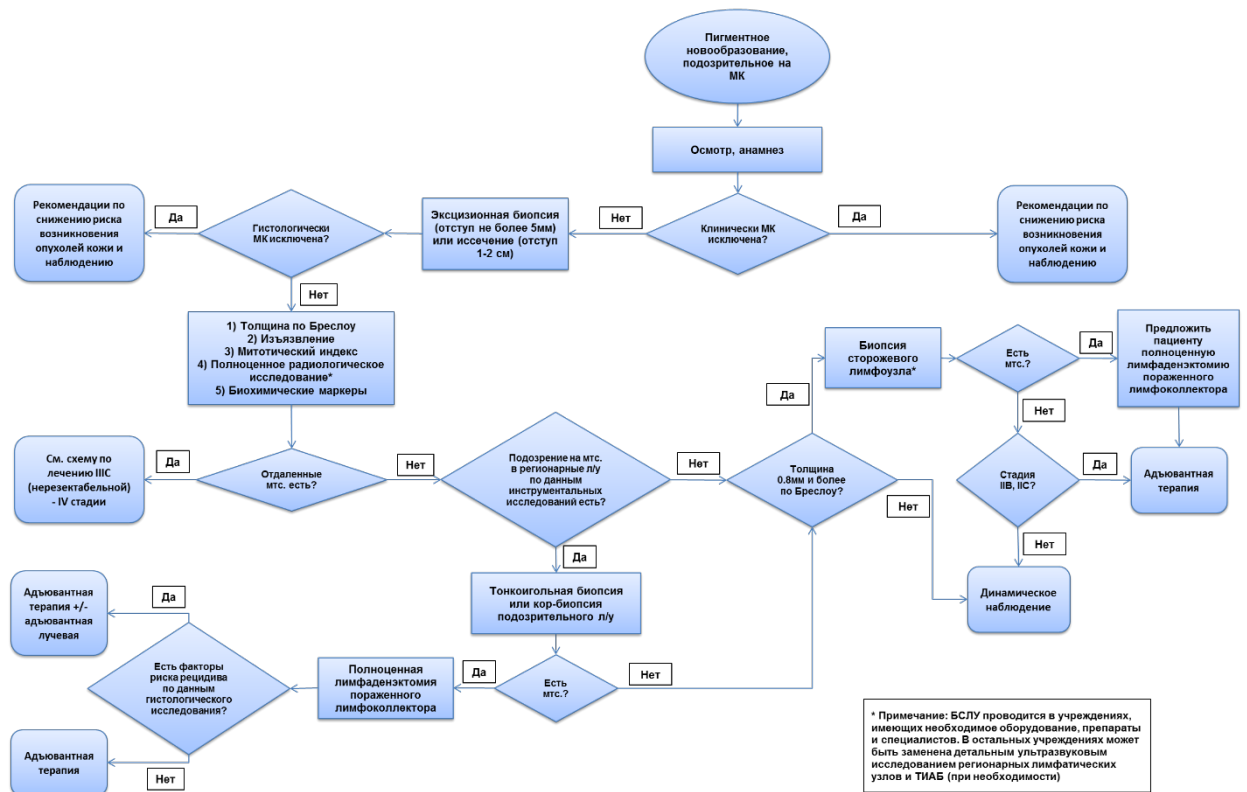 Пигментное
новообразование,
подозрительное на
МК
Осмотр, анамнез
Рекомендации по
снижению риска
возникновения
опухолей кожи и
наблюдению
Да
Гистологически
МК исключена?
Эксцизионная биопсия
(отступ не более 5мм)
или иссечение (отступ
1-2 см)
Нет
Клинически МК
исключена?
Да
Рекомендации по
снижению риска
возникновения
опухолей кожи и
наблюдению
Нет
1) Толщина по Бреслоу
2) Изъязвление
3) Митотический индекс
4) Полноценное радиологическое
исследование*
5) Биохимические маркеры
Биопсия
сторожевого
лимфоузла*
Есть
мтс.?
Да
Предложить
пациенту
полноценную
лимфаденэктомию
пораженного
лимфоколлектора
Да
Нет
См. схему по
лечению IIIC
(нерезектабельной)
- IV стадии
Да
Отдаленные
мтс. есть?
Нет
Подозрение на мтс.
в регионарные л/у
по данным
инструментальных
исследований есть?
Нет
Толщина
0.8мм и более
по Бреслоу?
Нет
Стадия
IIB, IIC?
Да
Адъювантная
терапия
Нет
Динамическое
наблюдение
Да
Тонкоигольная биопсия
или кор-биопсия
подозрительного л/у
Адъювантная
терапия +/-
адъювантная
лучевая
Да
Есть факторы
риска рецидива
по данным
гистологического
исследования?
Полноценная
лимфаденэктомия
пораженного
лимфоколлектора
Да
Есть
мтс.?
Нет
Адъювантная
терапия
Нет
* Примечание: БСЛУ проводится в учреждениях,
имеющих необходимое оборудование, препараты
и специалистов. В остальных учреждениях может
быть заменена детальным ультразвуковым
исследованием регионарных лимфатических
узлов и ТИАБ (при необходимости)